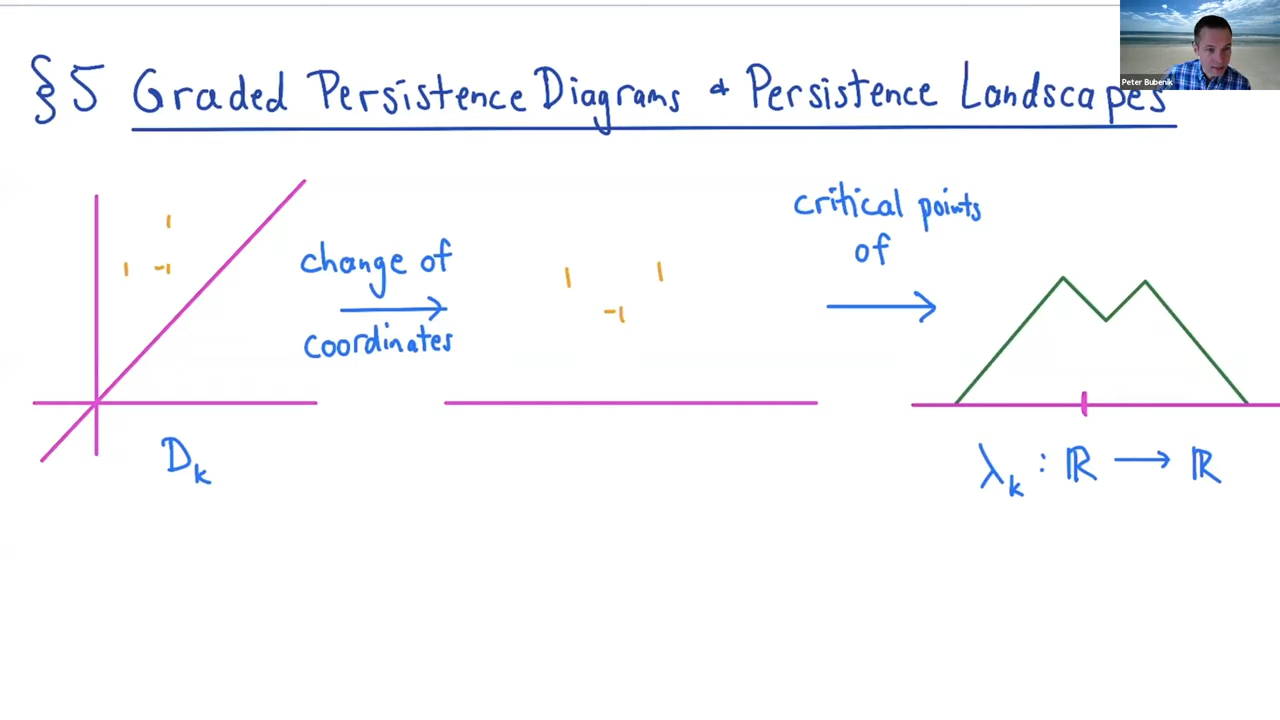 Peter Bubenik
§5 Graded Persistence Diagrams & Persistence Landscapes
1
1 -1
change of
coordinates
1 1
-1
critical points
of
D_k
λ_k : ℝ → ℝ